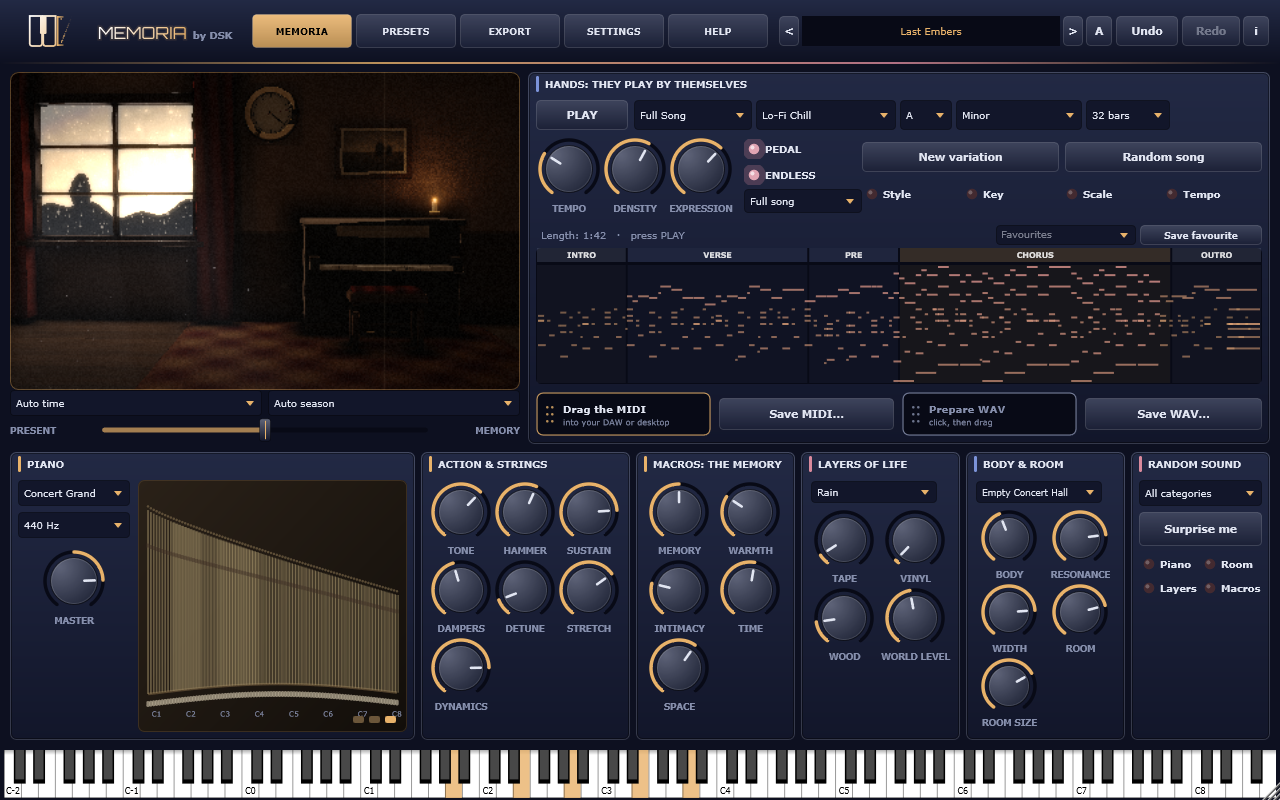 MEMORIA by DSK
MEMORIA
PRESETS
EXPORT
SETTINGS
HELP
<
Last Embers
>
A
Undo
Redo
i
HANDS: THEY PLAY BY THEMSELVES
PLAY
Full Song
Lo-Fi Chill
A
Minor
32 bars
TEMPO
DENSITY
EXPRESSION
PEDAL
ENDLESS
Full song
New variation
Random song
Style
Key
Scale
Tempo
Length: 1:42 · press PLAY
Favourites
Save favourite
INTRO
VERSE
PRE
CHORUS
OUTRO
Drag the MIDI
into your DAW or desktop
Save MIDI...
Prepare WAV
click, then drag
Save WAV...
Auto time
Auto season
PRESENT
MEMORY
PIANO
Concert Grand
440 Hz
MASTER
C1 C2 C3 C4 C5 C6 C7 C8
ACTION & STRINGS
TONE
HAMMER
SUSTAIN
DAMPERS
DETUNE
STRETCH
DYNAMICS
MACROS: THE MEMORY
MEMORY
WARMTH
INTIMACY
TIME
SPACE
LAYERS OF LIFE
Rain
TAPE
VINYL
WOOD
WORLD LEVEL
BODY & ROOM
Empty Concert Hall
BODY
RESONANCE
WIDTH
ROOM
ROOM SIZE
RANDOM SOUND
All categories
Surprise me
Piano
Room
Layers
Macros
C-2 C-1 C0 C1 C2 C3 C4 C5 C6 C7 C8